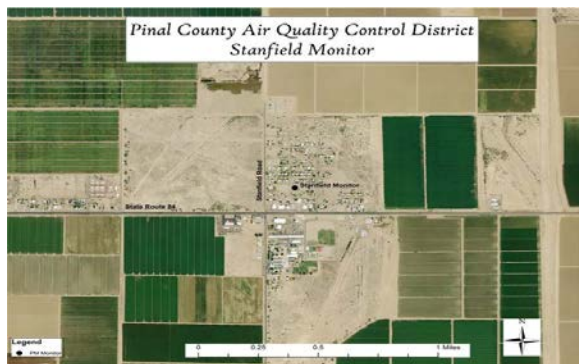 Pinal County Air Quality Control District
Stanfield Monitor
Stanfield Road
Stanfield Monitor
State Route 84
Legend
PM Monitor
N
0 0.25 0.5 1 Miles